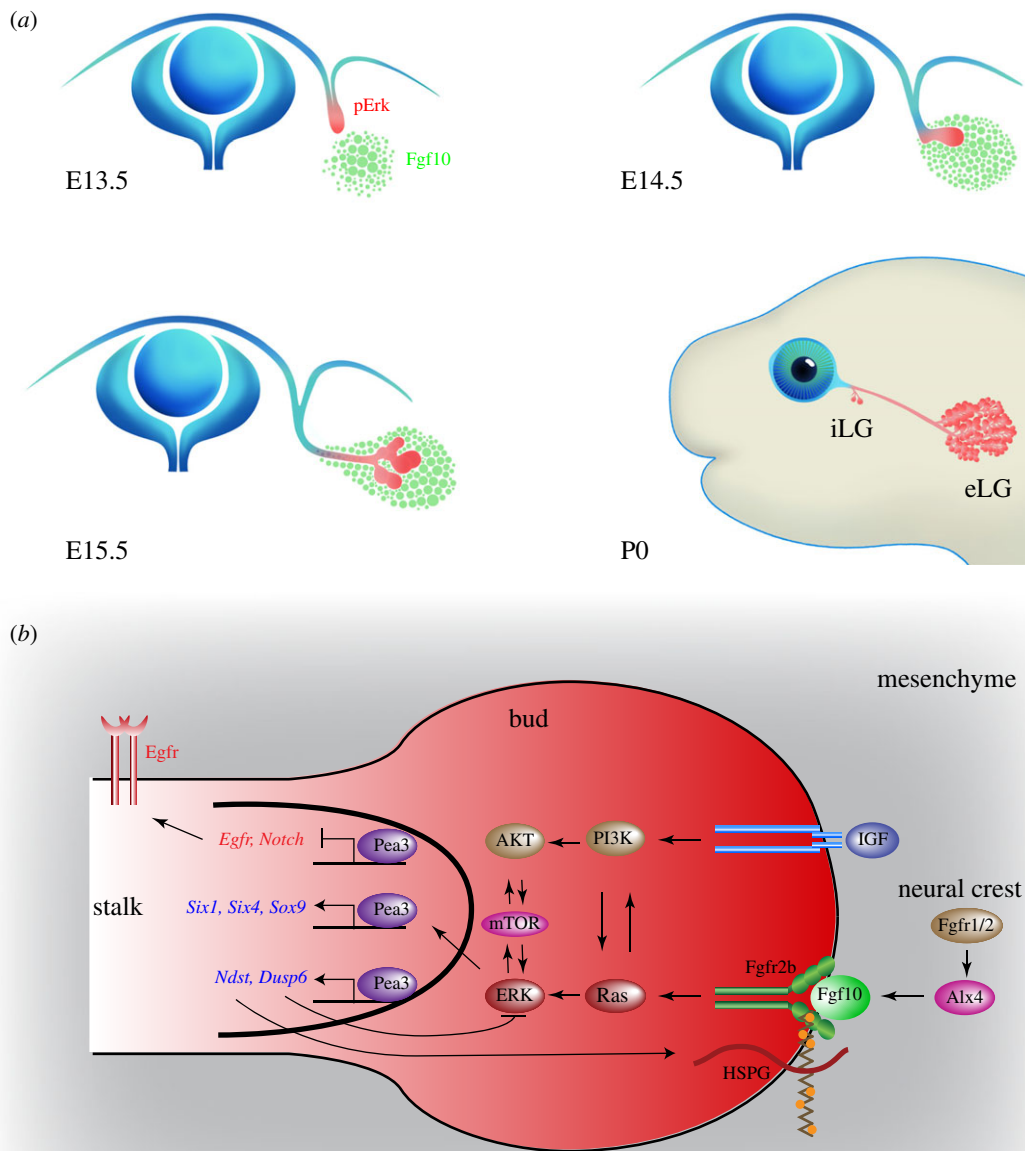 (a)
pErk
Fgf10
E13.5
E14.5
iLG
eLG
E15.5
P0
(b)
mesenchyme
bud
Egfr
Egfr, Notch
Pea3
AKT
PI3K
IGF
stalk
Six1, Six4, Sox9
Pea3
mTOR
neural crest
Fgfr1/2
Ndst, Dusp6
Pea3
ERK
Ras
Fgfr2b
Fgf10
Alx4
HSPG